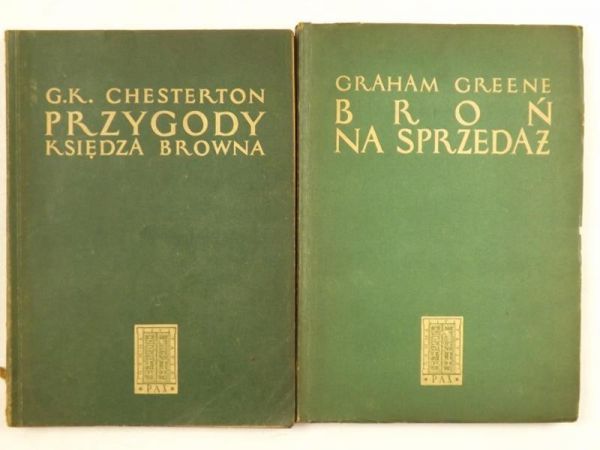 G.K. CHESTERTON
PRZYGODY
KSIĘDZA BROWNA
PAX
GRAHAM GREENE
BROŃ
NA SPRZEDAŻ
PAX